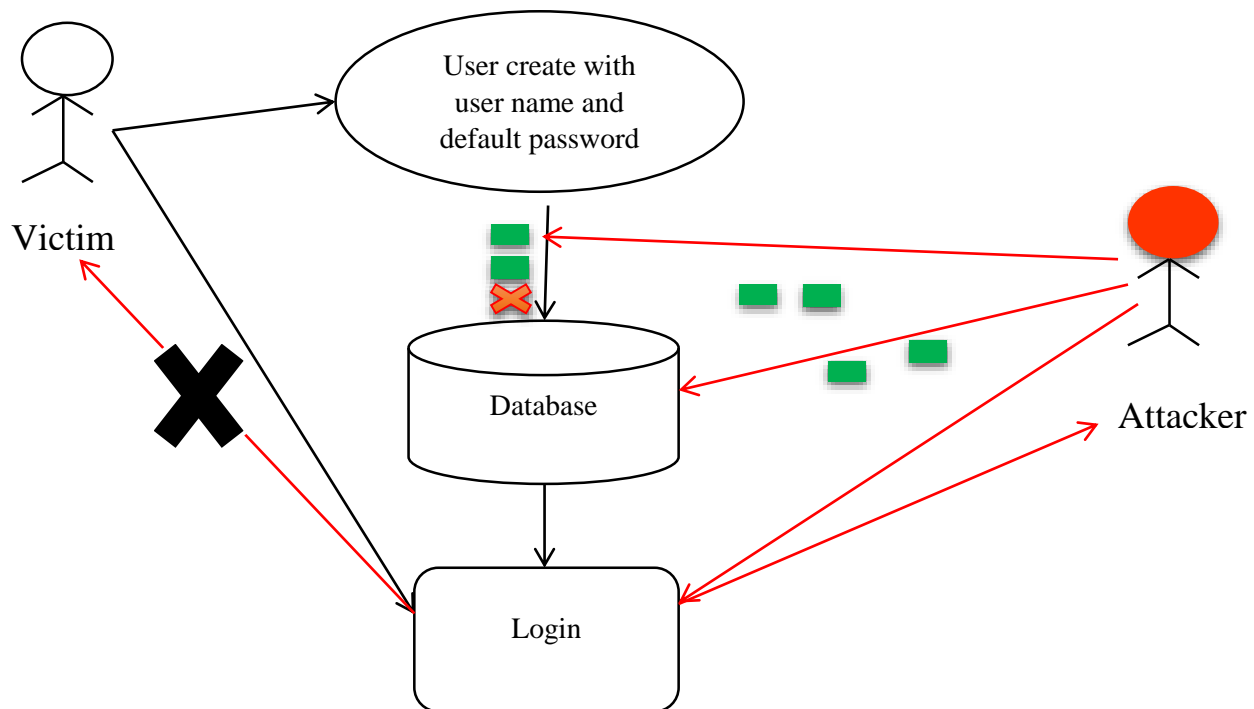 User create with
user name and
default password
Victim
Database
Attacker
Login